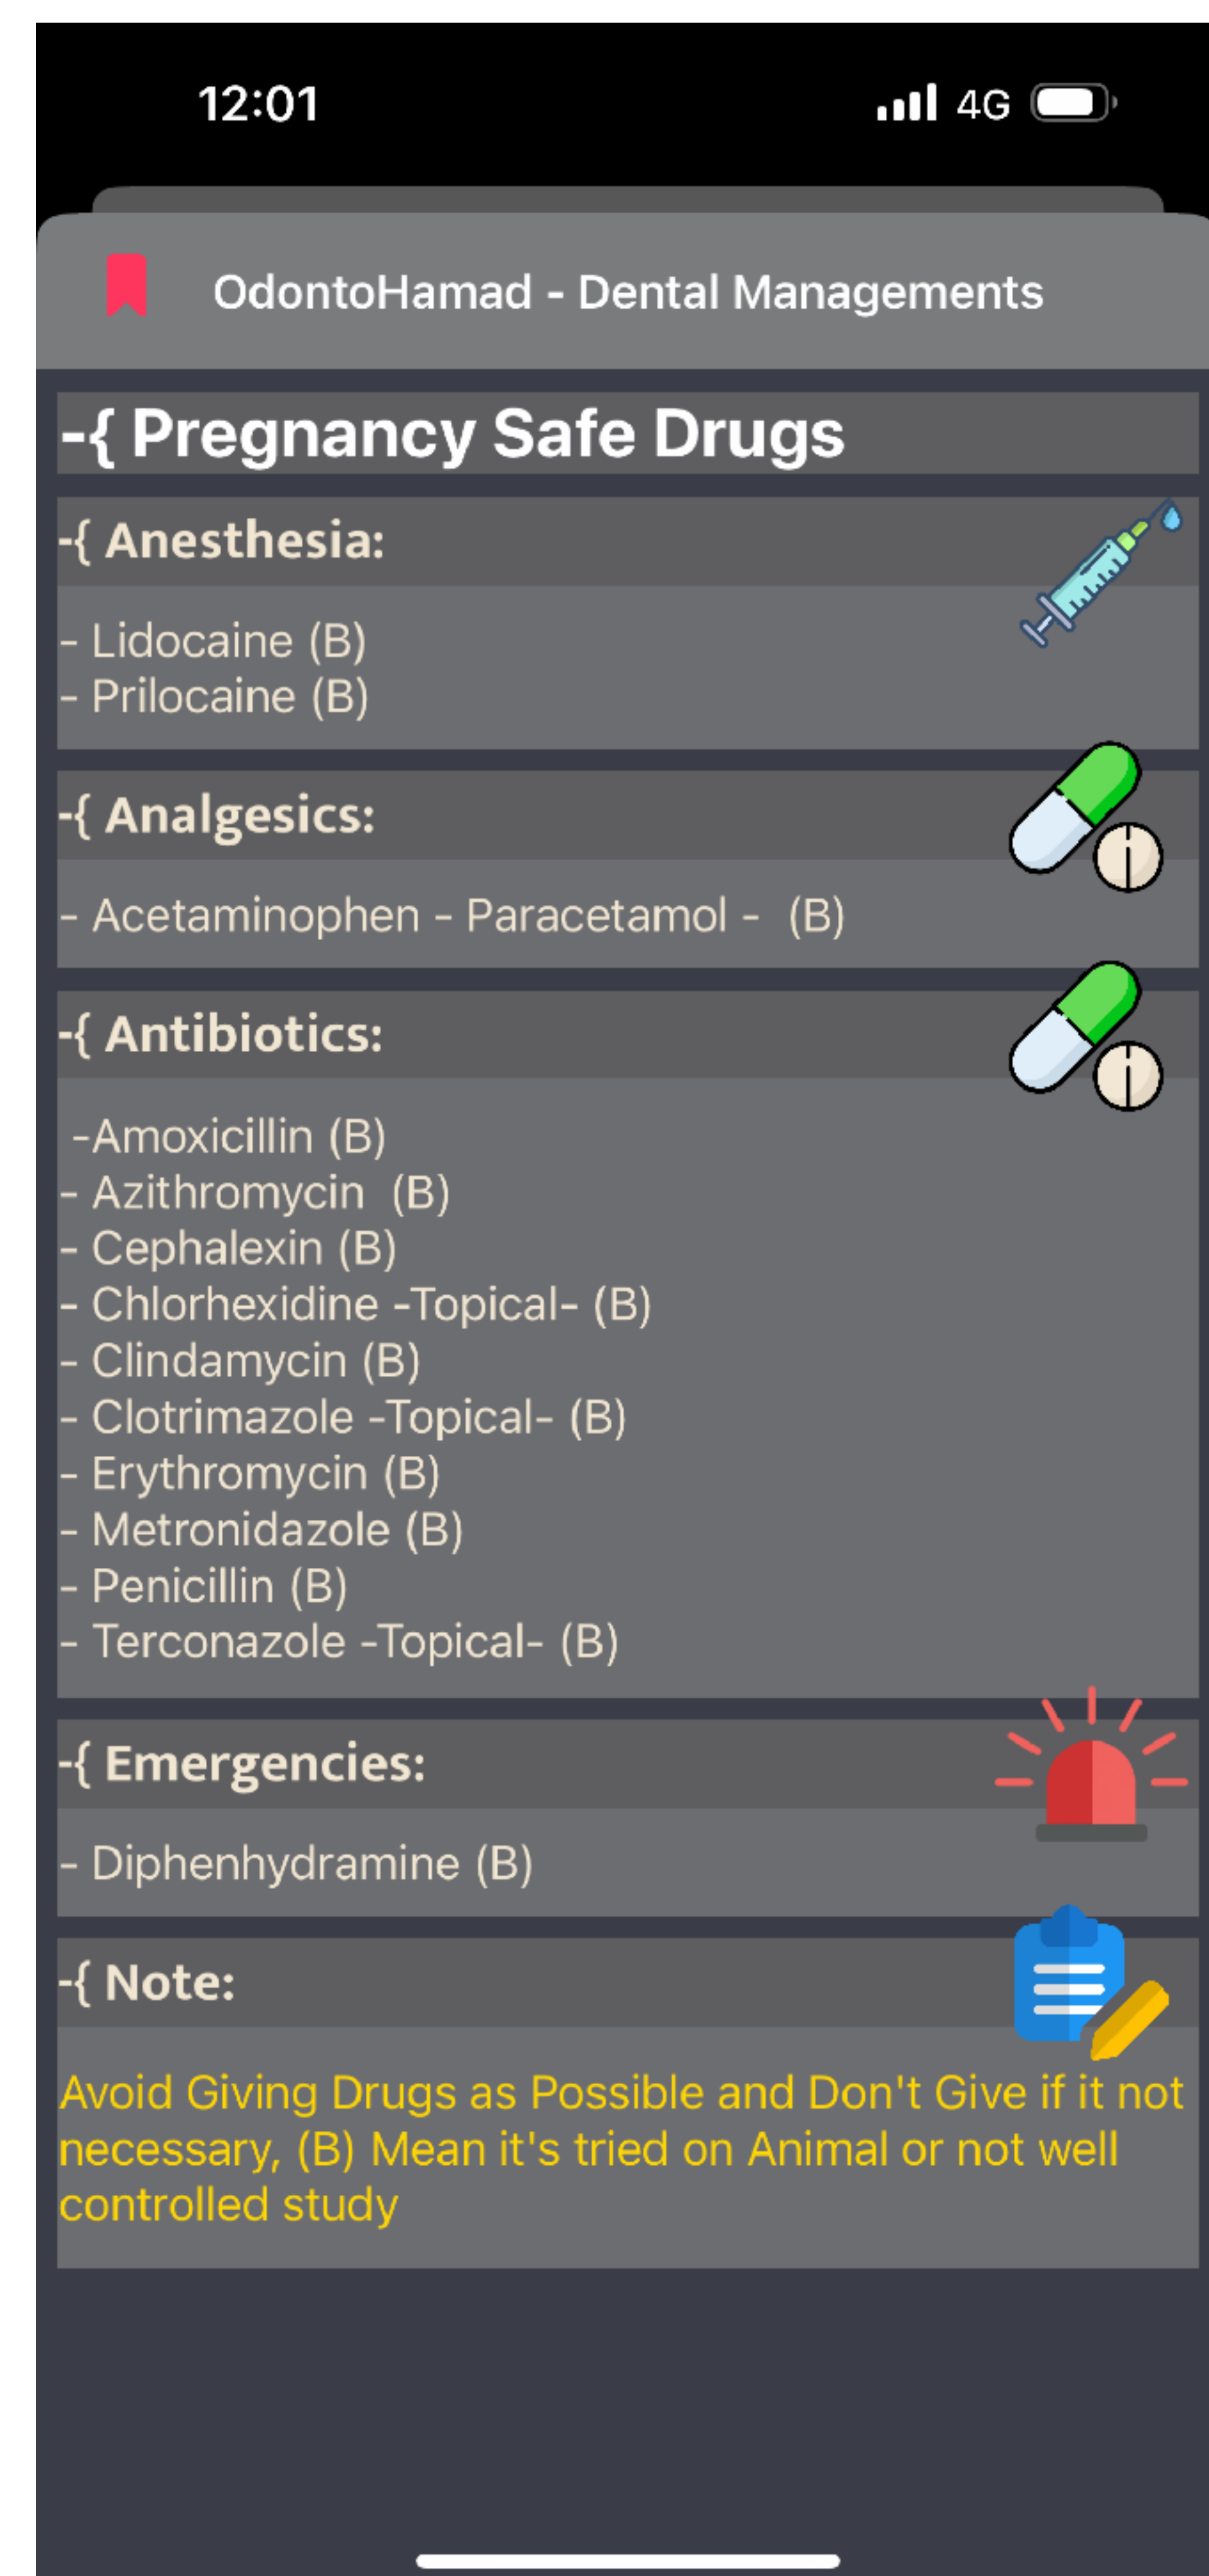 12:01
4G
OdontoHamad - Dental Managements
-{ Pregnancy Safe Drugs
-{ Anesthesia:
- Lidocaine (B)
- Prilocaine (B)
-{ Analgesics:
- Acetaminophen - Paracetamol -  (B)
-{ Antibiotics:
-Amoxicillin (B)
- Azithromycin  (B)
- Cephalexin (B)
- Chlorhexidine -Topical- (B)
- Clindamycin (B)
- Clotrimazole -Topical- (B)
- Erythromycin (B)
- Metronidazole (B)
- Penicillin (B)
- Terconazole -Topical- (B)
-{ Emergencies:
- Diphenhydramine (B)
-{ Note:
Avoid Giving Drugs as Possible and Don't Give if it not
necessary, (B) Mean it's tried on Animal or not well
controlled study